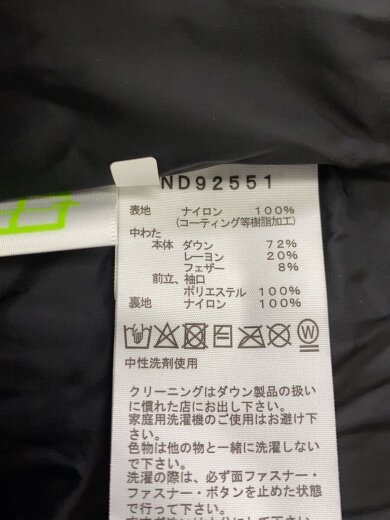 ND92551
表地 ナイロン 100%
(コーティング等樹脂加工)
中わた
本体 ダウン 72%
レーヨン 20%
フェザー 8%
前立、袖口
ポリエステル 100%
裏地 ナイロン 100%
W
中性洗剤使用
クリーニングはダウン製品の扱い
に慣れた店にお出し下さい。
家庭用洗濯機のご使用はお避け下
さい。
色物は他の物と一緒に洗濯しない
で下さい。
洗濯の際は、必ず面ファスナー・
ファスナー・ボタンを止めた状態
で行って下さい。